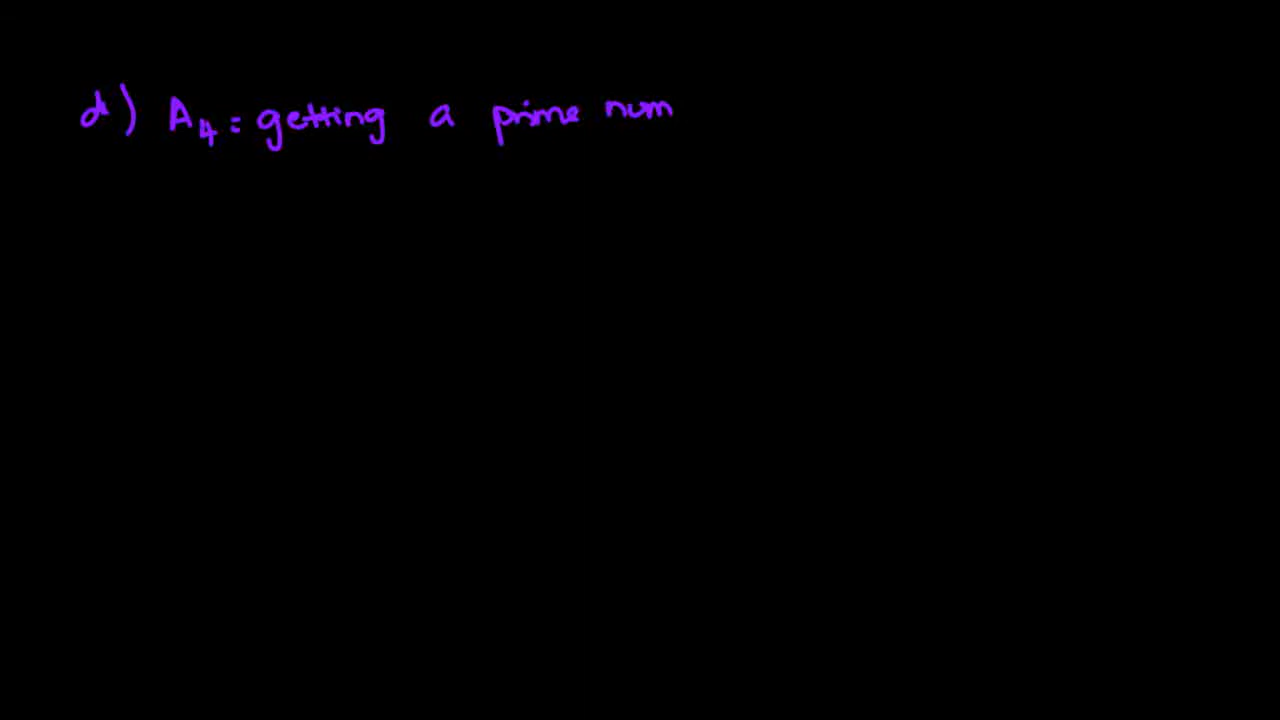 d) A₄ = getting a prime num